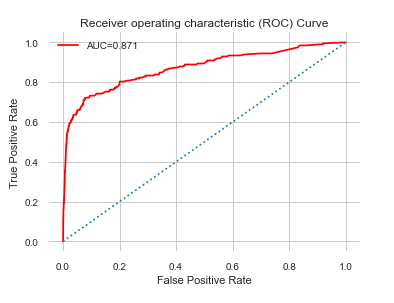 Receiver operating characteristic (ROC) Curve
AUC=0.871
True Positive Rate
1.0
0.8
0.6
0.4
0.2
0.0
0.0 0.2 0.4 0.6 0.8 1.0
False Positive Rate